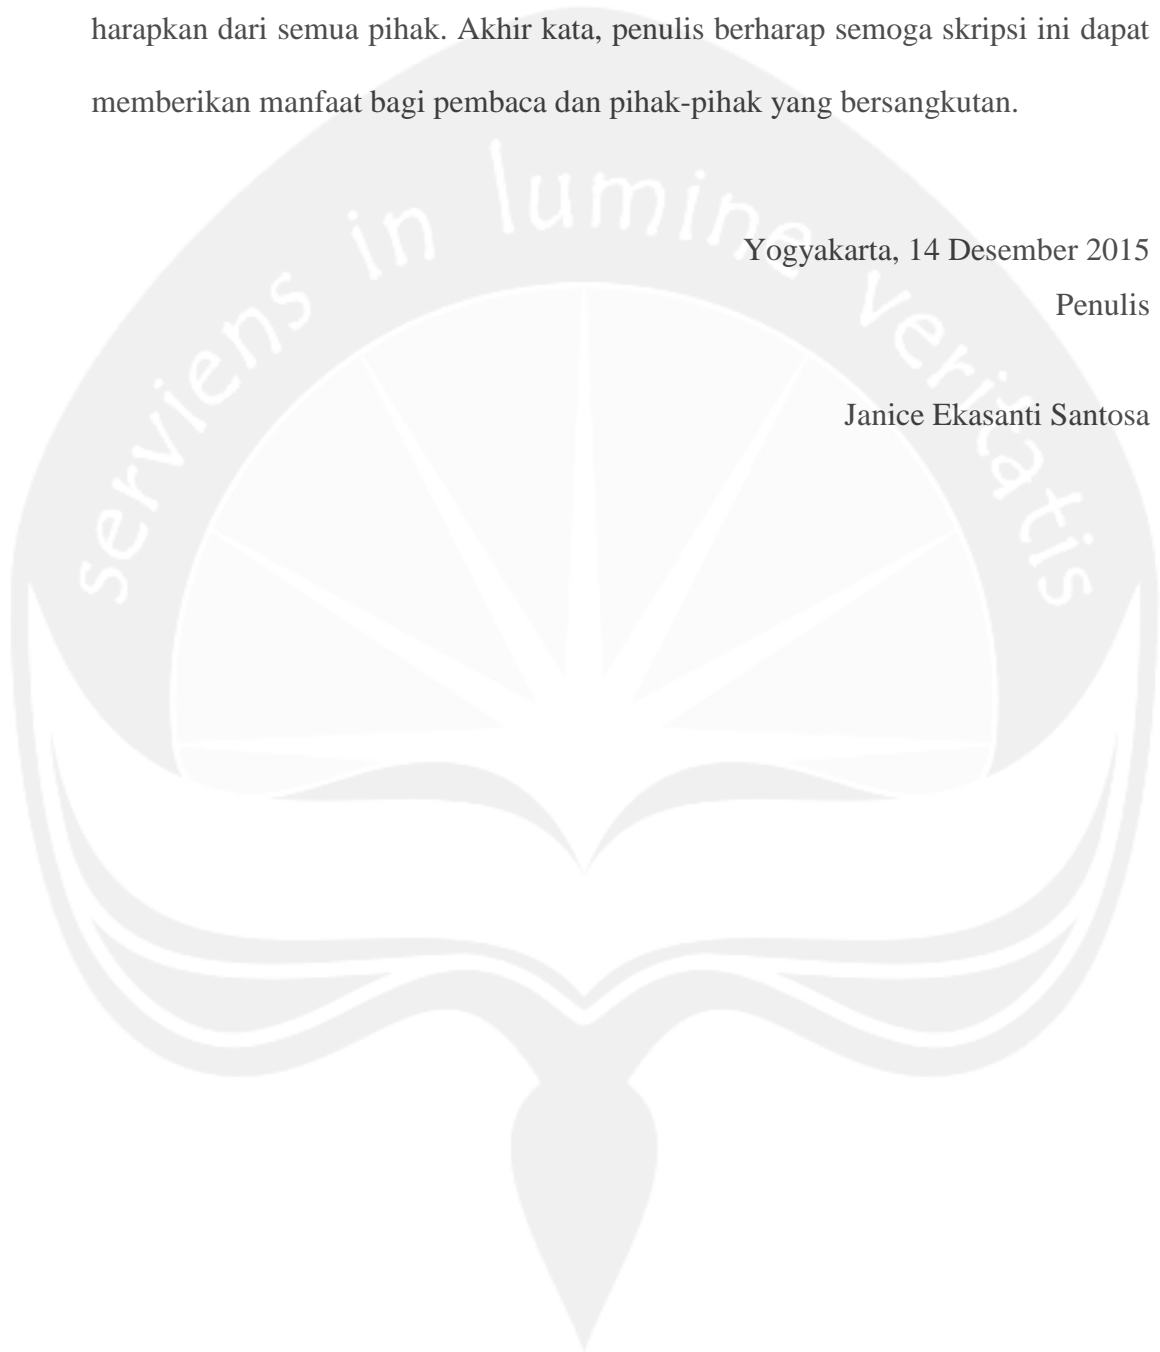 harapkan dari semua pihak. Akhir kata, penulis berharap semoga skripsi ini dapat
memberikan manfaat bagi pembaca dan pihak-pihak yang bersangkutan.
serviens in lumine veritatis
Yogyakarta, 14 Desember 2015
Penulis
Janice Ekasanti Santosa